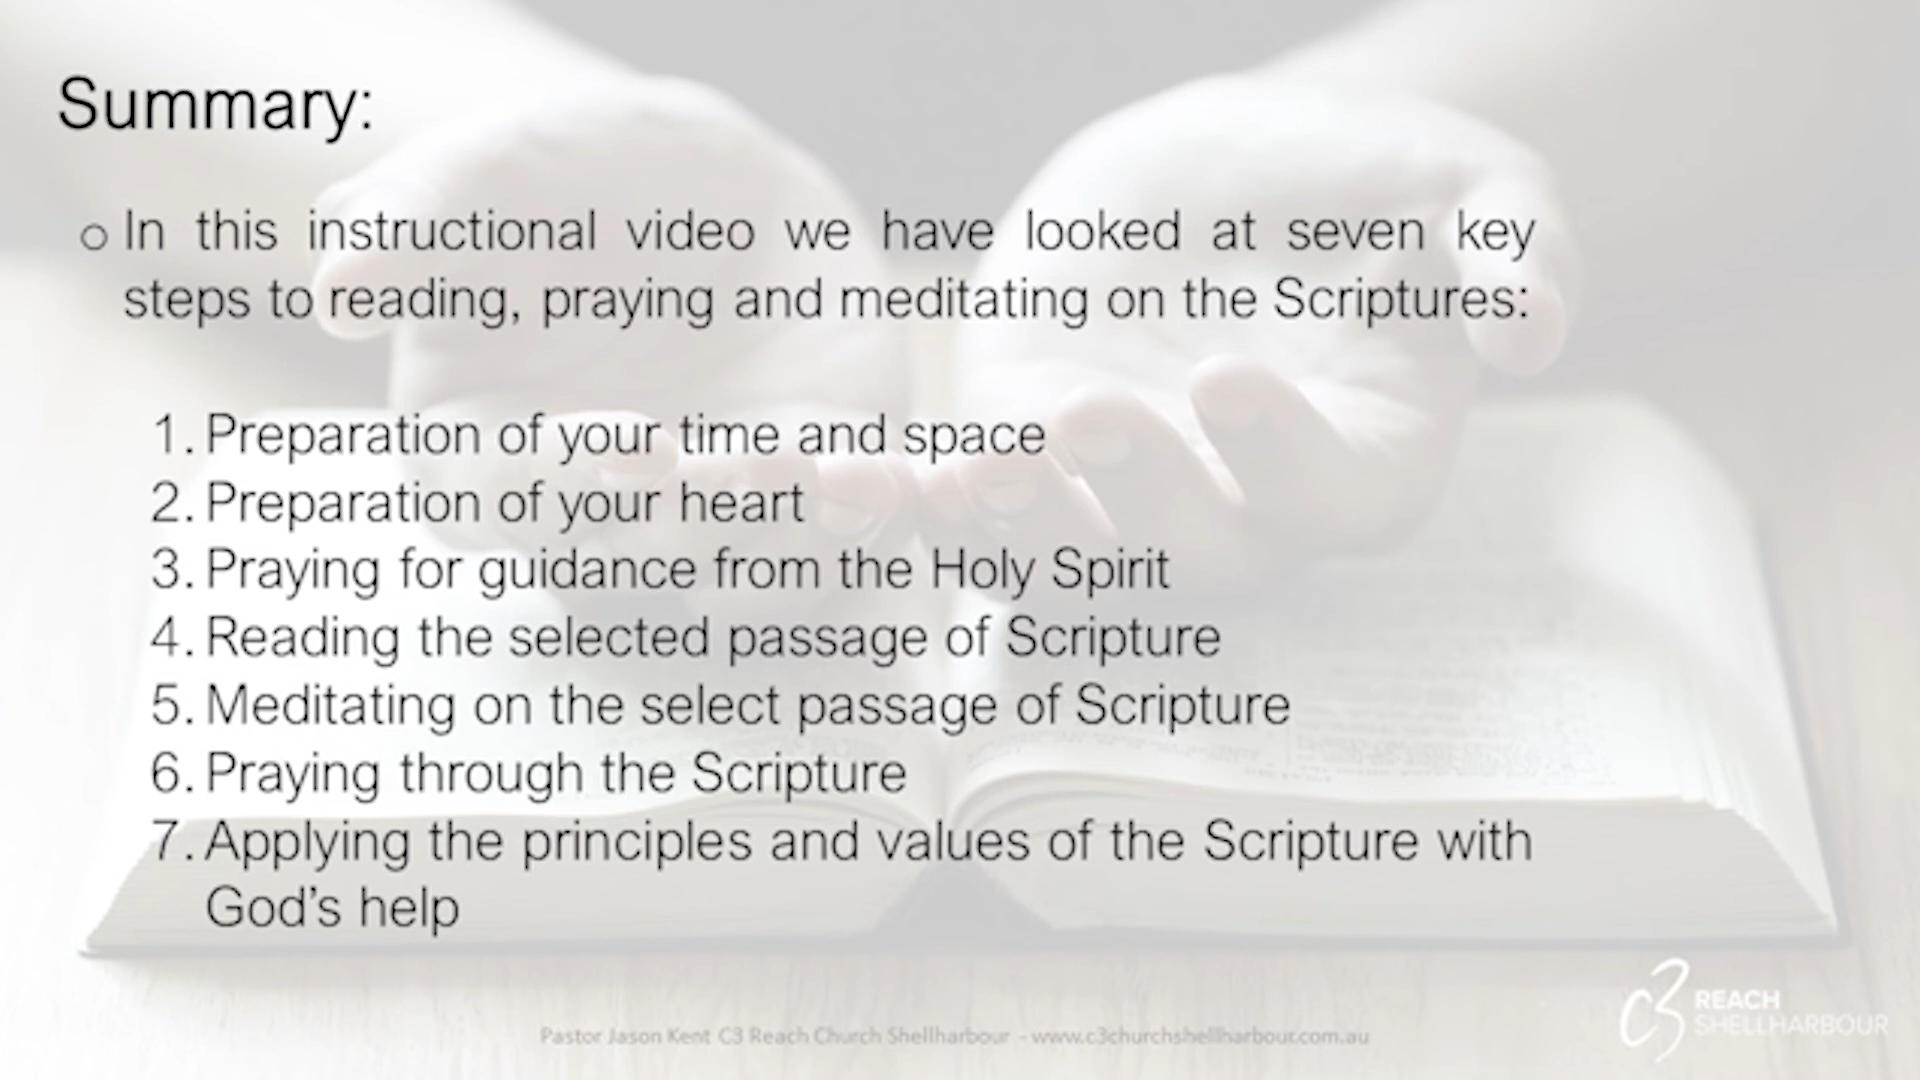 Summary:
o In this instructional video we have looked at seven key
steps to reading, praying and meditating on the Scriptures:
1. Preparation of your time and space
2. Preparation of your heart
3. Praying for guidance from the Holy Spirit
4. Reading the selected passage of Scripture
5. Meditating on the select passage of Scripture
6. Praying through the Scripture
7. Applying the principles and values of the Scripture with
God’s help
C3 REACH
SHELLHARBOUR
Pastor Jason Kent C3 Reach Church Shellharbour - www.c3churchshellharbour.com.au